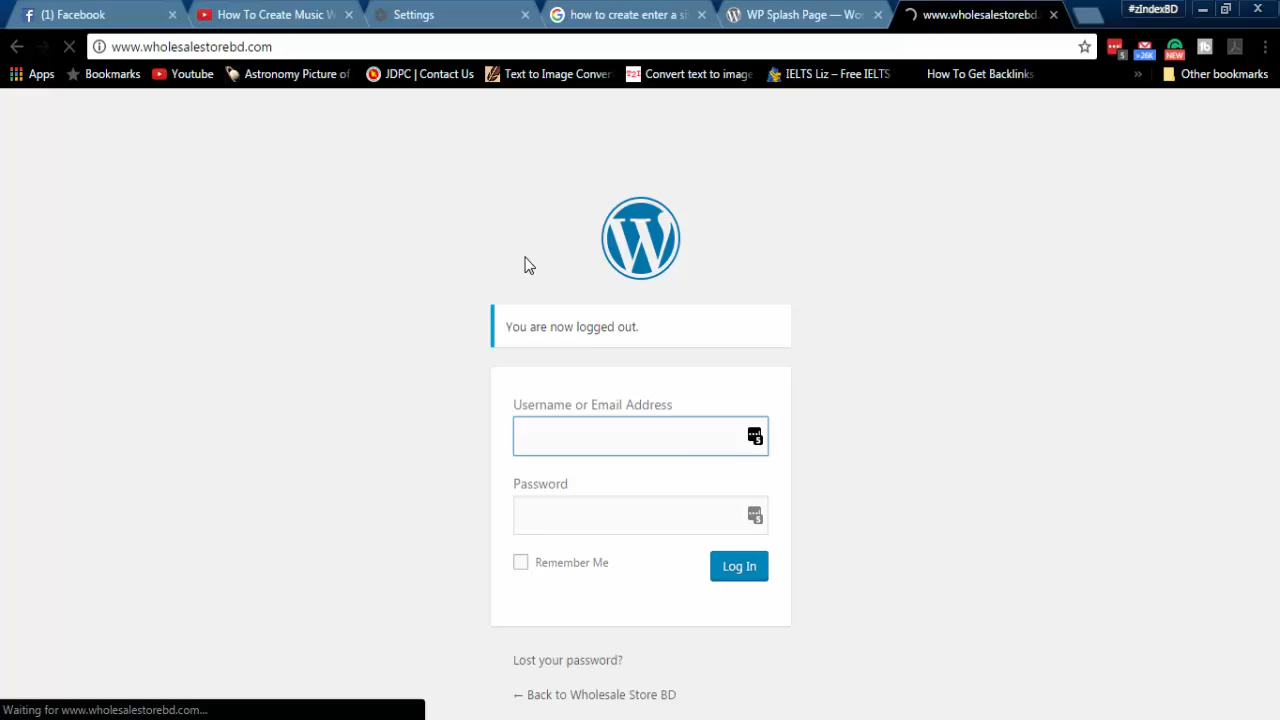 (1) Facebook
How To Create Music W
Settings
how to create enter a si
WP Splash Page — Wo
www.wholesalestorebd.
#zIndexBD
www.wholesalestorebd.com
5
>26K
NEW
Apps
Bookmarks
Youtube
Astronomy Picture of
JDPC | Contact Us
Text to Image Conver
Convert text to image
IELTS Liz – Free IELTS
How To Get Backlinks
»
Other bookmarks
You are now logged out.
Username or Email Address
Password
Remember Me
Log In
Lost your password?
← Back to Wholesale Store BD
Waiting for www.wholesalestorebd.com...